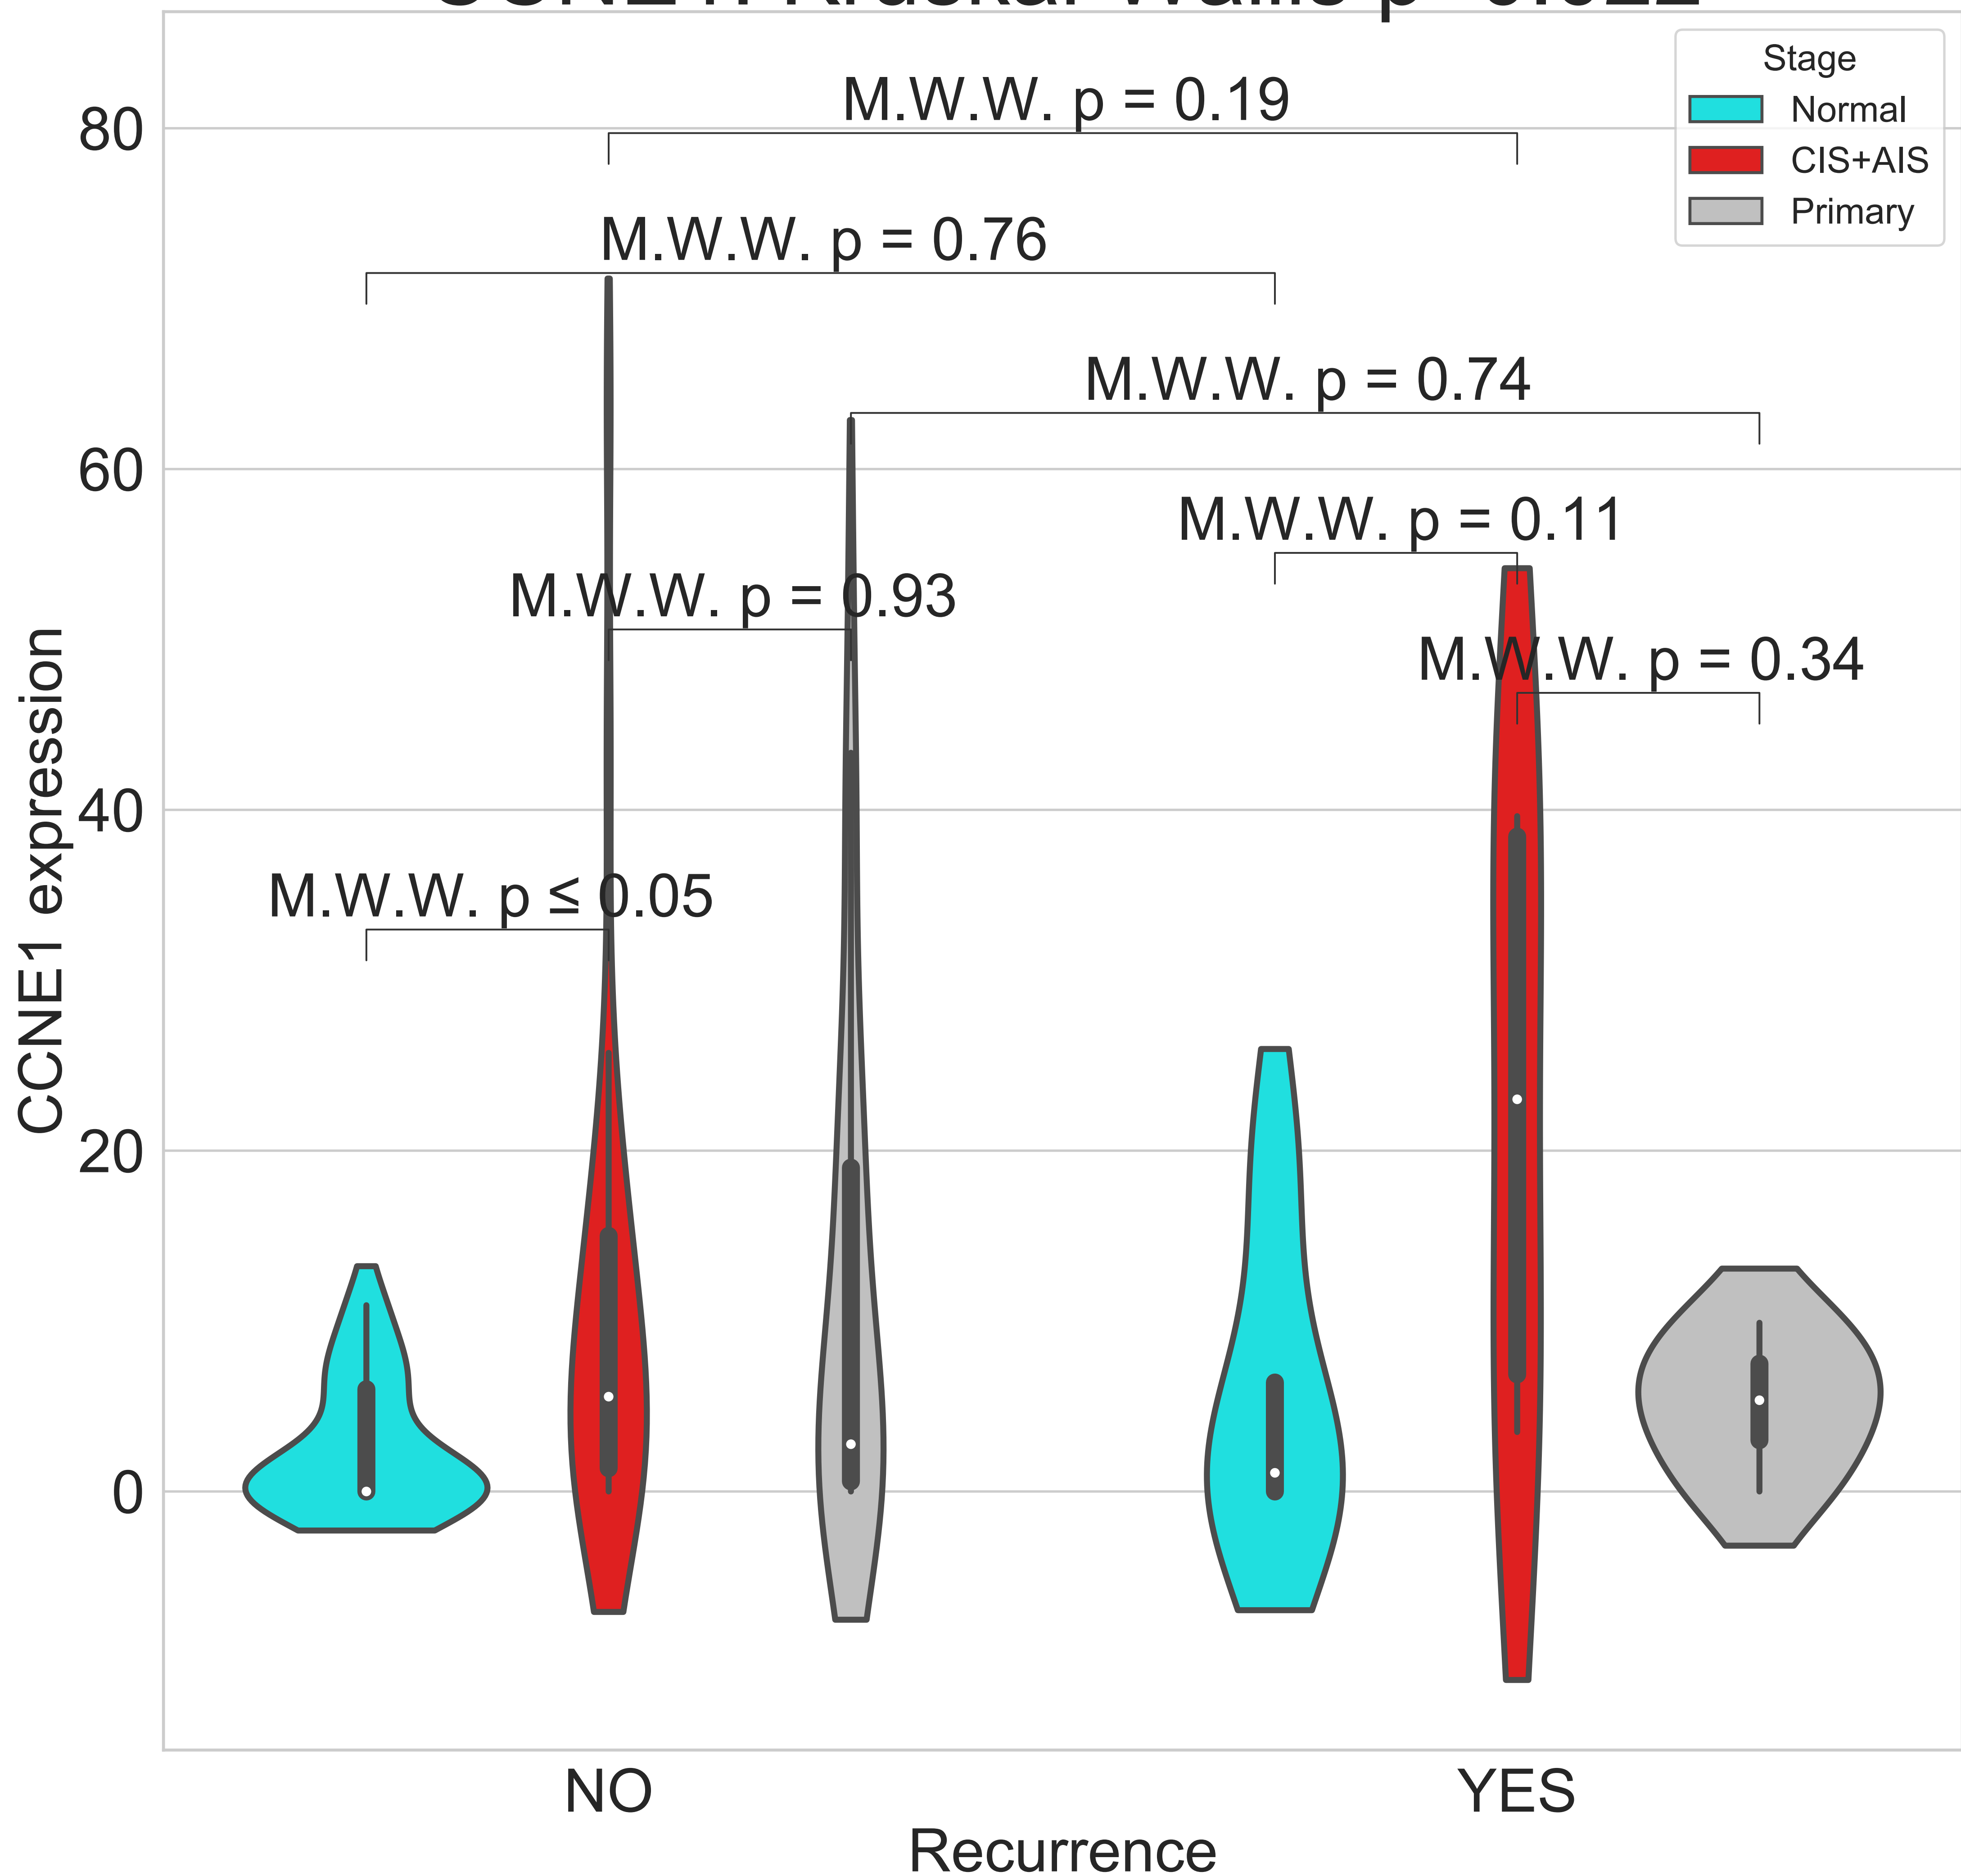 Stage
Normal
CIS+AIS
Primary
M.W.W. p = 0.19
M.W.W. p = 0.76
M.W.W. p = 0.74
M.W.W. p = 0.11
M.W.W. p = 0.93
M.W.W. p = 0.34
M.W.W. p ≤ 0.05
80
60
40
20
0
CCNE1 expression
NO
YES
Recurrence